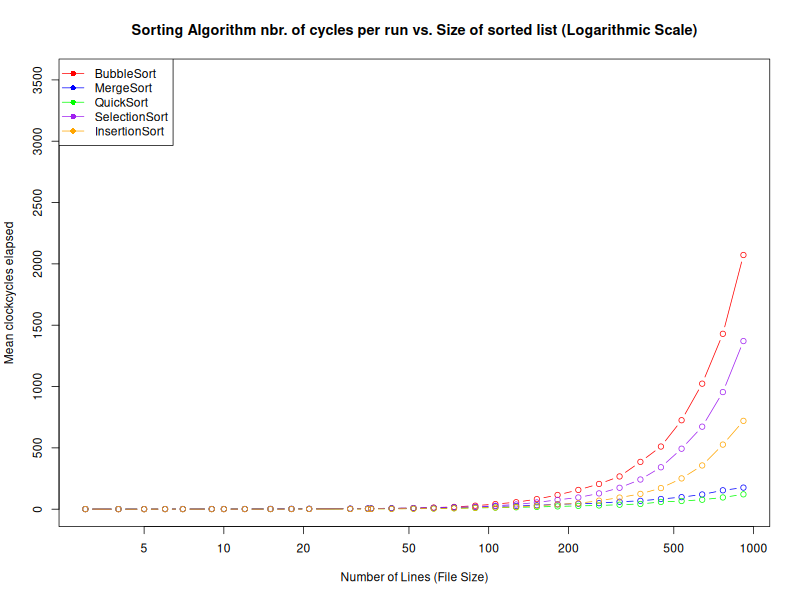 Sorting Algorithm nbr. of cycles per run vs. Size of sorted list (Logarithmic Scale)
BubbleSort
MergeSort
QuickSort
SelectionSort
InsertionSort
Mean clockcycles elapsed
3500
3000
2500
2000
1500
1000
500
0
5 10 20 50 100 200 500 1000
Number of Lines (File Size)